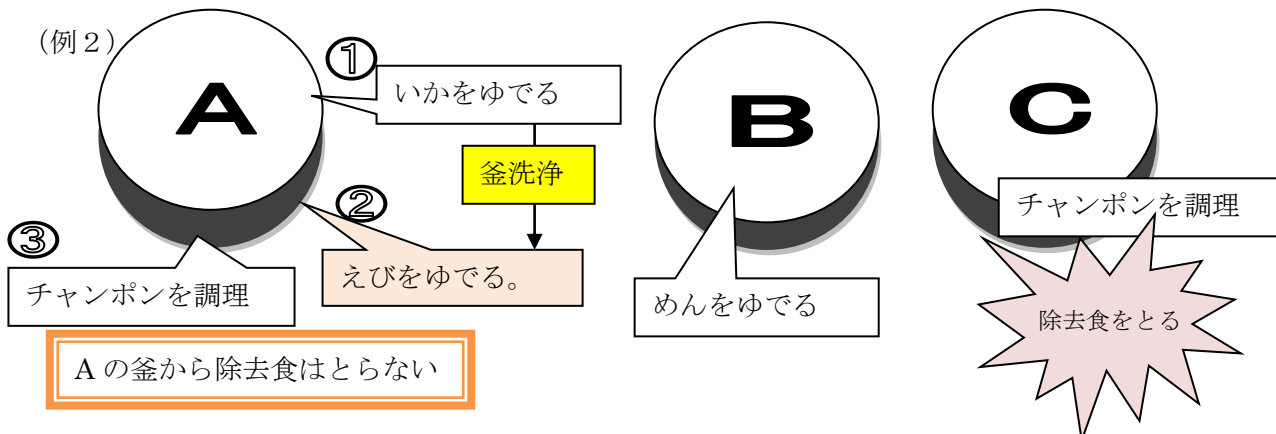 (例2)
A
①
いかをゆでる
釜洗浄
②
えびをゆでる。
③
チャンポンを調理
Aの釜から除去食はとらない
B
めんをゆでる
C
チャンポンを調理
除去食をとる